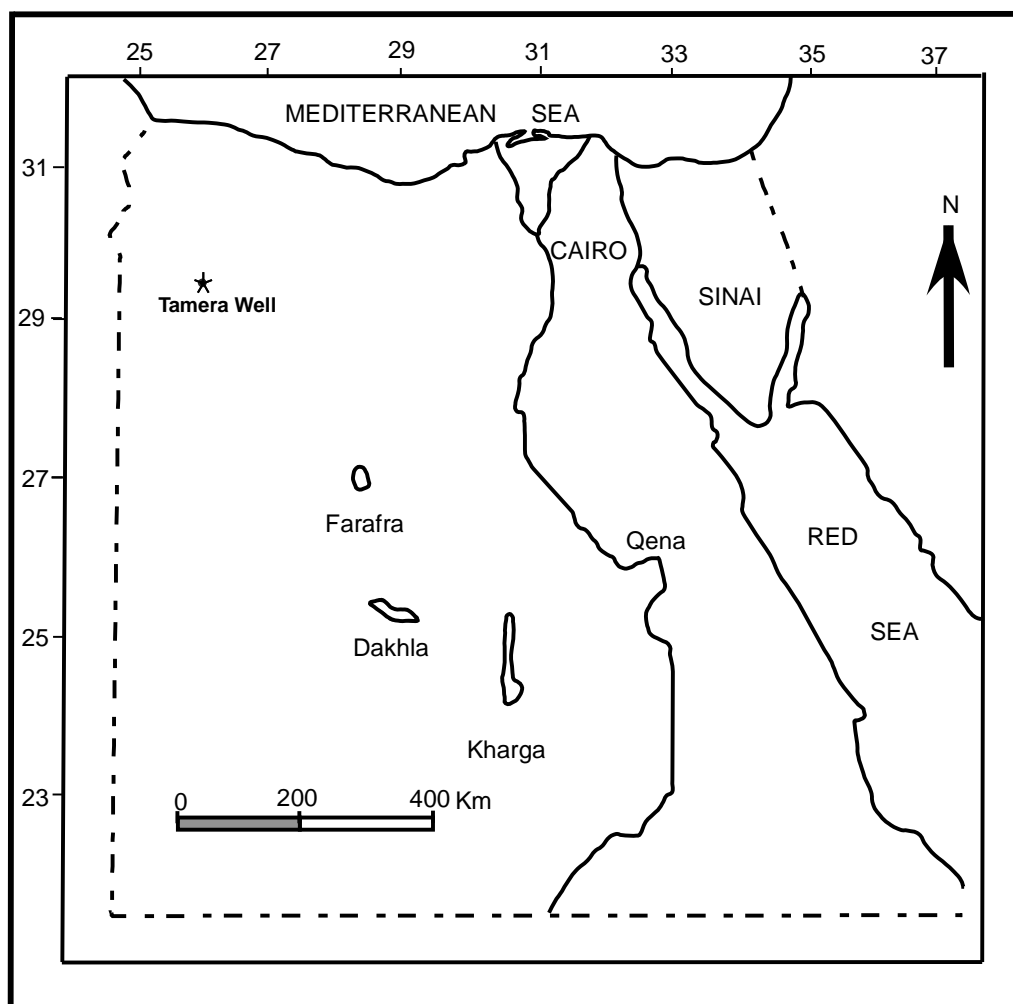 25 27 29 31 33 35 37
MEDITERRANEAN SEA
31
N
CAIRO
SINAI
Tamera Well
29
27
Farafra
Qena
RED
25
SEA
Dakhla
Kharga
23
0 200 400 Km